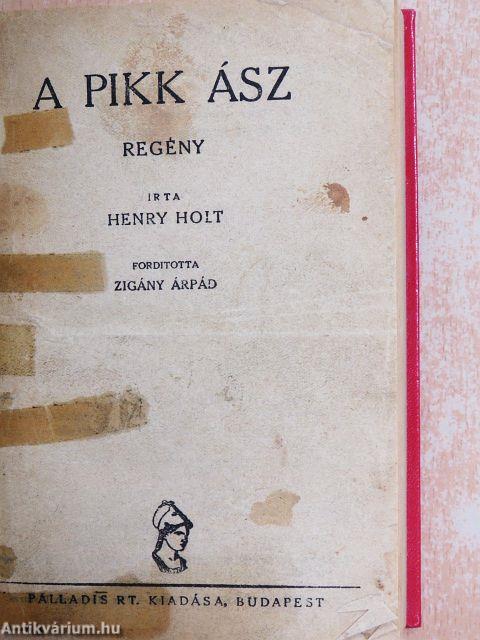 A PIKK ÁSZ
REGÉNY
IRTA
HENRY HOLT
FORDITOTTA
ZIGÁNY ÁRPÁD
PALLADIS RT. KIADÁSA, BUDAPEST
Antikvárium.hu